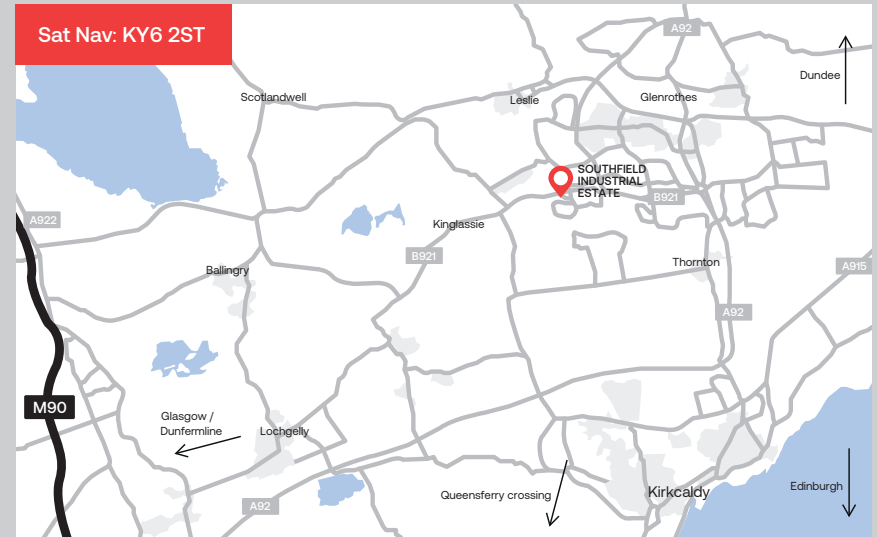 Sat Nav: KY6 2ST
A92
Dundee
Scotlandwell
Leslie
Glenrothes
SOUTHFIELD
INDUSTRIAL
ESTATE
B921
A922
Kinglassie
B921
Thornton
A915
Ballingry
A92
M90
Glasgow /
Dunfermline
Lochgelly
Queensferry crossing
Kirkcaldy
Edinburgh
A92